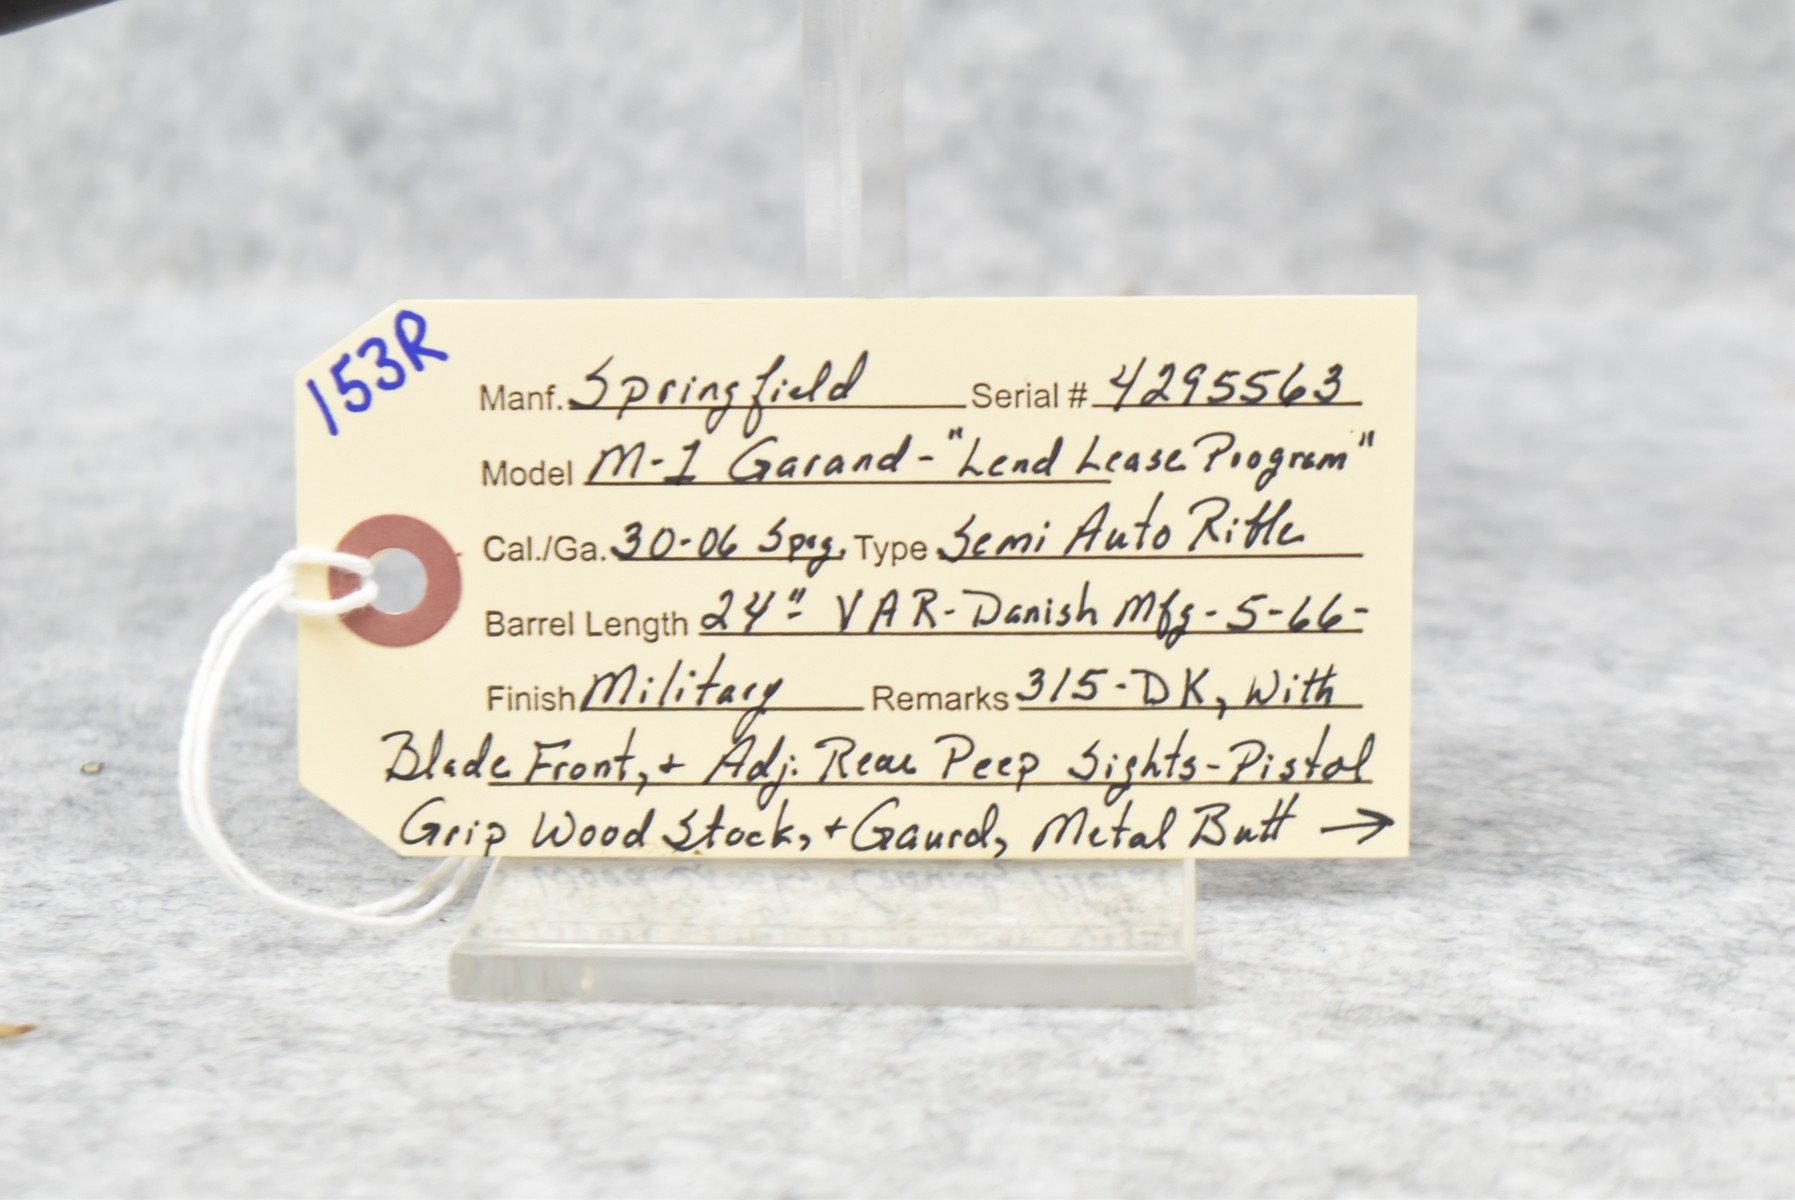 153R
Manf. Springfield Serial # 4295563
Model M-1 Garand - "Lend Lease Program"
Cal./Ga. 30-06 Sprg. Type Semi Auto Rifle
Barrel Length 24" VAR - Danish Mfg - 5-66 -
Finish Military Remarks 315-DK, With
Blade Front, + Adj. Rear Peep Sights - Pistol
Grip Wood Stock, + Gaurd, Metal Butt →